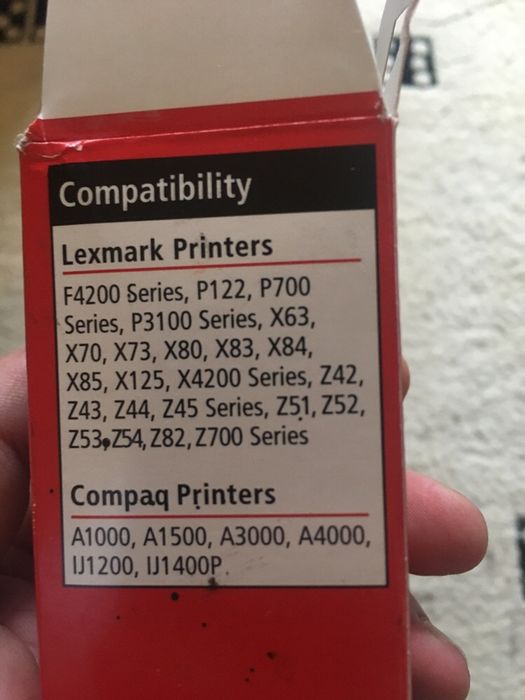 Compatibility
Lexmark Printers
F4200 Series, P122, P700
Series, P3100 Series, X63,
X70, X73, X80, X83, X84,
X85, X125, X4200 Series, Z42,
Z43, Z44, Z45 Series, Z51, Z52,
Z53, Z54, Z82, Z700 Series
Compaq Printers
A1000, A1500, A3000, A4000,
IJ1200, IJ1400P.